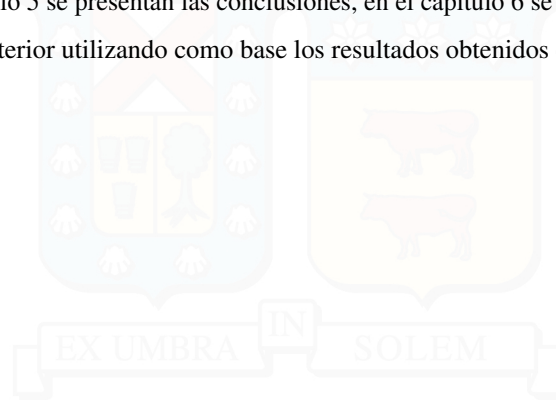 lo 5 se presentan las conclusiones, en el capítulo 6 se
terior utilizando como base los resultados obtenidos
EX UMBRA IN SOLEM